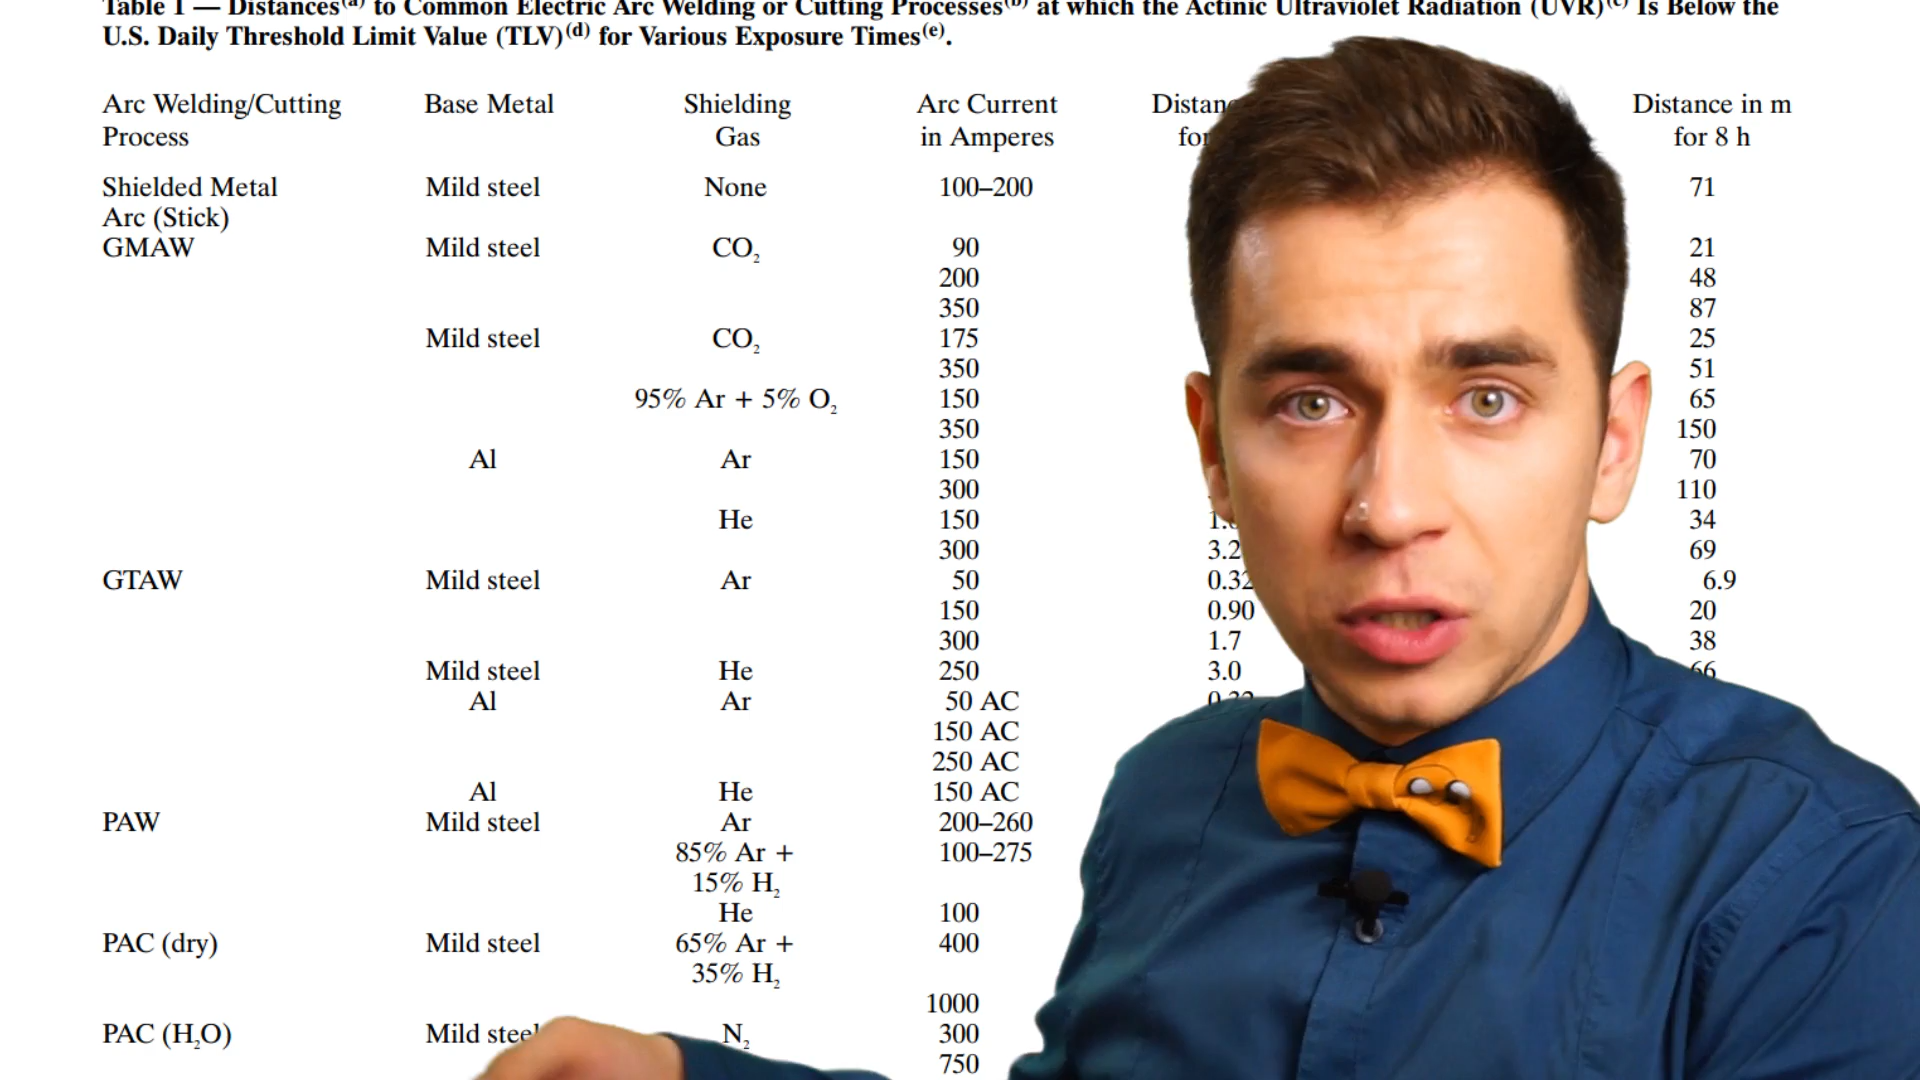 Table 1 — Distances(a) to Common Electric Arc Welding or Cutting Processes(b) at which the Actinic Ultraviolet Radiation (UVR)(c) Is Below the
U.S. Daily Threshold Limit Value (TLV)(d) for Various Exposure Times(e).
Arc Welding/Cutting Base Metal Shielding Arc Current Distance in m
Process Gas in Amperes for 8 h
Shielded Metal Mild steel None 100–200 71
Arc (Stick)
GMAW Mild steel CO₂ 90 21
200 48
350 87
Mild steel CO₂ 175 25
350 51
95% Ar + 5% O₂ 150 65
350 150
Al Ar 150 70
300 110
He 150 34
300 3.2 69
GTAW Mild steel Ar 50 0.32 6.9
150 0.90 20
300 1.7 38
Mild steel He 250 3.0 66
Al Ar 50 AC
150 AC
250 AC
Al He 150 AC
PAW Mild steel Ar 200–260
85% Ar + 100–275
15% H₂
He 100
PAC (dry) Mild steel 65% Ar + 400
35% H₂
1000
PAC (H₂O) Mild steel N₂ 300
750